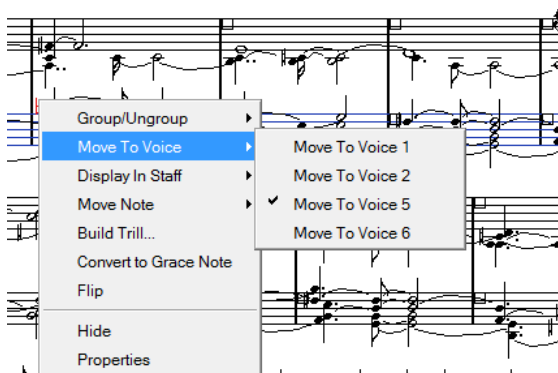 Group/Ungroup
Move To Voice
Display In Staff
Move Note
Build Trill...
Convert to Grace Note
Flip
Hide
Properties
Move To Voice 1
Move To Voice 2
Move To Voice 5
Move To Voice 6